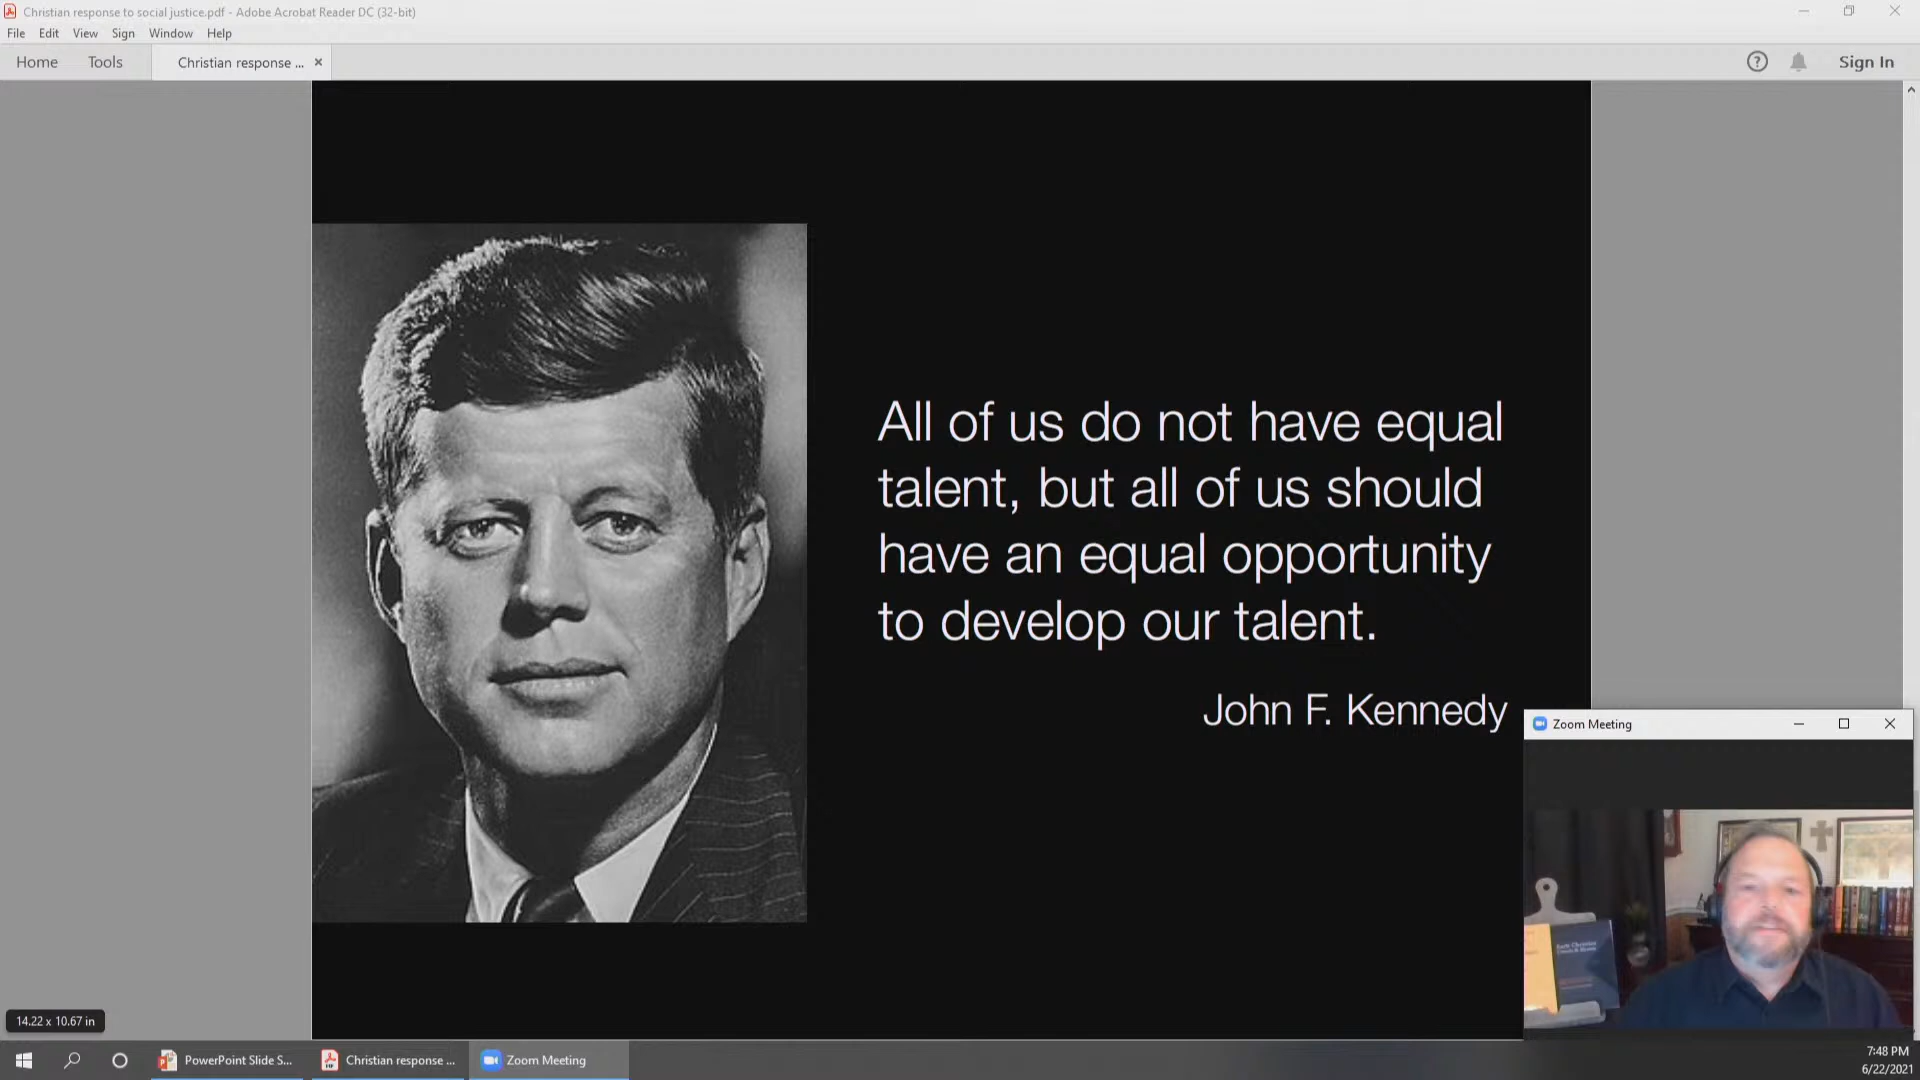 Christian response to social justice.pdf - Adobe Acrobat Reader DC (32-bit)
File Edit View Sign Window Help
Home Tools Christian response ... Sign In
All of us do not have equal
talent, but all of us should
have an equal opportunity
to develop our talent.
John F. Kennedy
Zoom Meeting
14.22 x 10.67 in
PowerPoint Slide S... Christian response ... Zoom Meeting
7:48 PM
6/22/2021